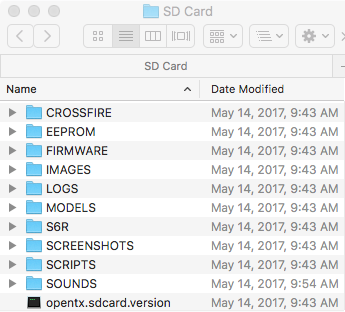 SD Card
SD Card
Name Date Modified
CROSSFIRE May 14, 2017, 9:43 AM
EEPROM May 14, 2017, 9:43 AM
FIRMWARE May 14, 2017, 9:43 AM
IMAGES May 14, 2017, 9:43 AM
LOGS May 14, 2017, 9:43 AM
MODELS May 14, 2017, 9:43 AM
S6R May 14, 2017, 9:43 AM
SCREENSHOTS May 14, 2017, 9:43 AM
SCRIPTS May 14, 2017, 9:43 AM
SOUNDS May 14, 2017, 9:54 AM
opentx.sdcard.version May 14, 2017, 9:43 AM